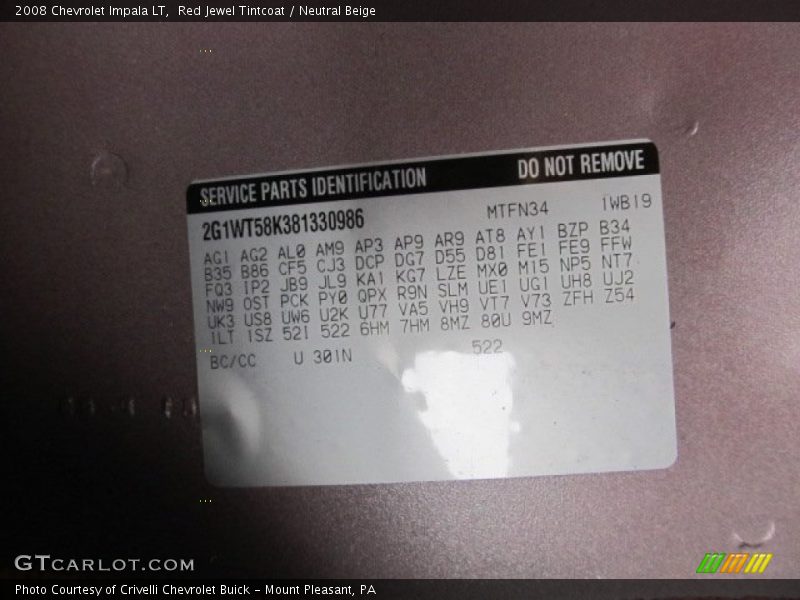 2008 Chevrolet Impala LT, Red Jewel Tintcoat / Neutral Beige
SERVICE PARTS IDENTIFICATION DO NOT REMOVE
2G1WT58K381330986 MTFN34 1WB19
AG1 AG2 AL0 AM9 AP3 AP9 AR9 AT8 AY1 BZP B34
B35 B86 CF5 CJ3 DCP DG7 D55 D81 FE1 FE9 FFW
FQ3 IP2 JB9 JL9 KA1 KG7 LZE MX0 M15 NP5 NT7
NW9 OST PCK PY0 QPX R9N SLM UE1 UG1 UH8 UJ2
UK3 US8 UW6 U2K U77 VA5 VH9 VT7 V73 ZFH Z54
1LT 1SZ 52I 522 6HM 7HM 8MZ 80U 9MZ
BC/CC U 301N 522
GTCARLOT.COM
Photo Courtesy of Crivelli Chevrolet Buick - Mount Pleasant, PA